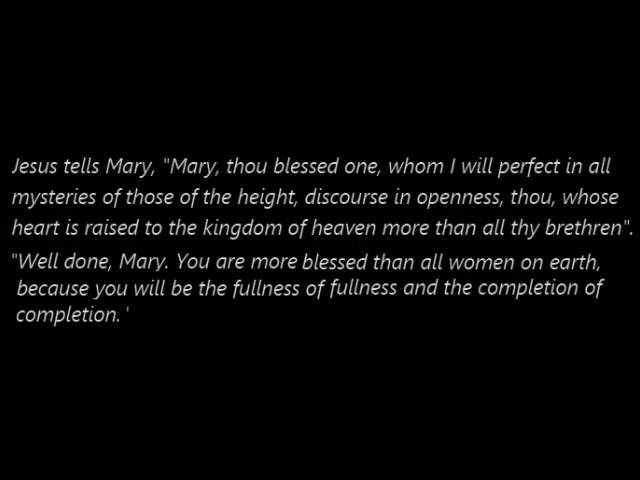 Jesus tells Mary, "Mary, thou blessed one, whom I will perfect in all
mysteries of those of the height, discourse in openness, thou, whose
heart is raised to the kingdom of heaven more than all thy brethren".
"Well done, Mary. You are more blessed than all women on earth,
because you will be the fullness of fullness and the completion of
completion. '